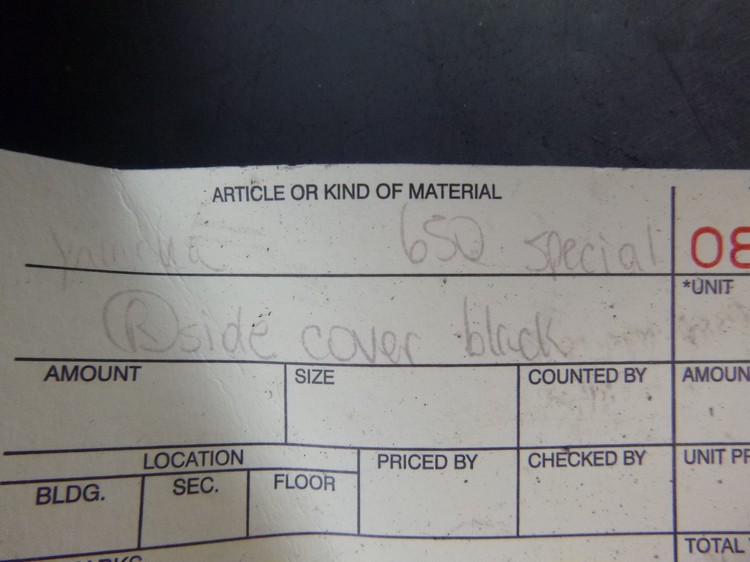 ARTICLE OR KIND OF MATERIAL
Yamaha 650 special
08
*UNIT
(R) side cover black
AMOUNT SIZE COUNTED BY AMOUN
LOCATION PRICED BY CHECKED BY UNIT PR
BLDG. SEC. FLOOR
TOTAL